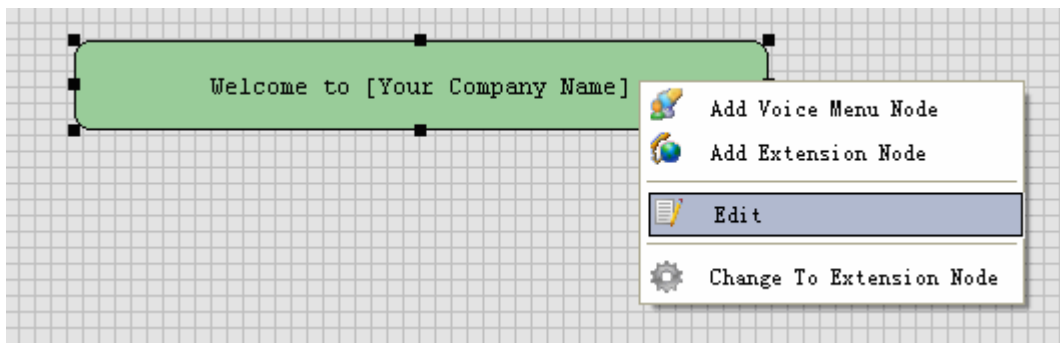 Welcome to [Your Company Name]
Add Voice Menu Node
Add Extension Node
Edit
Change To Extension Node